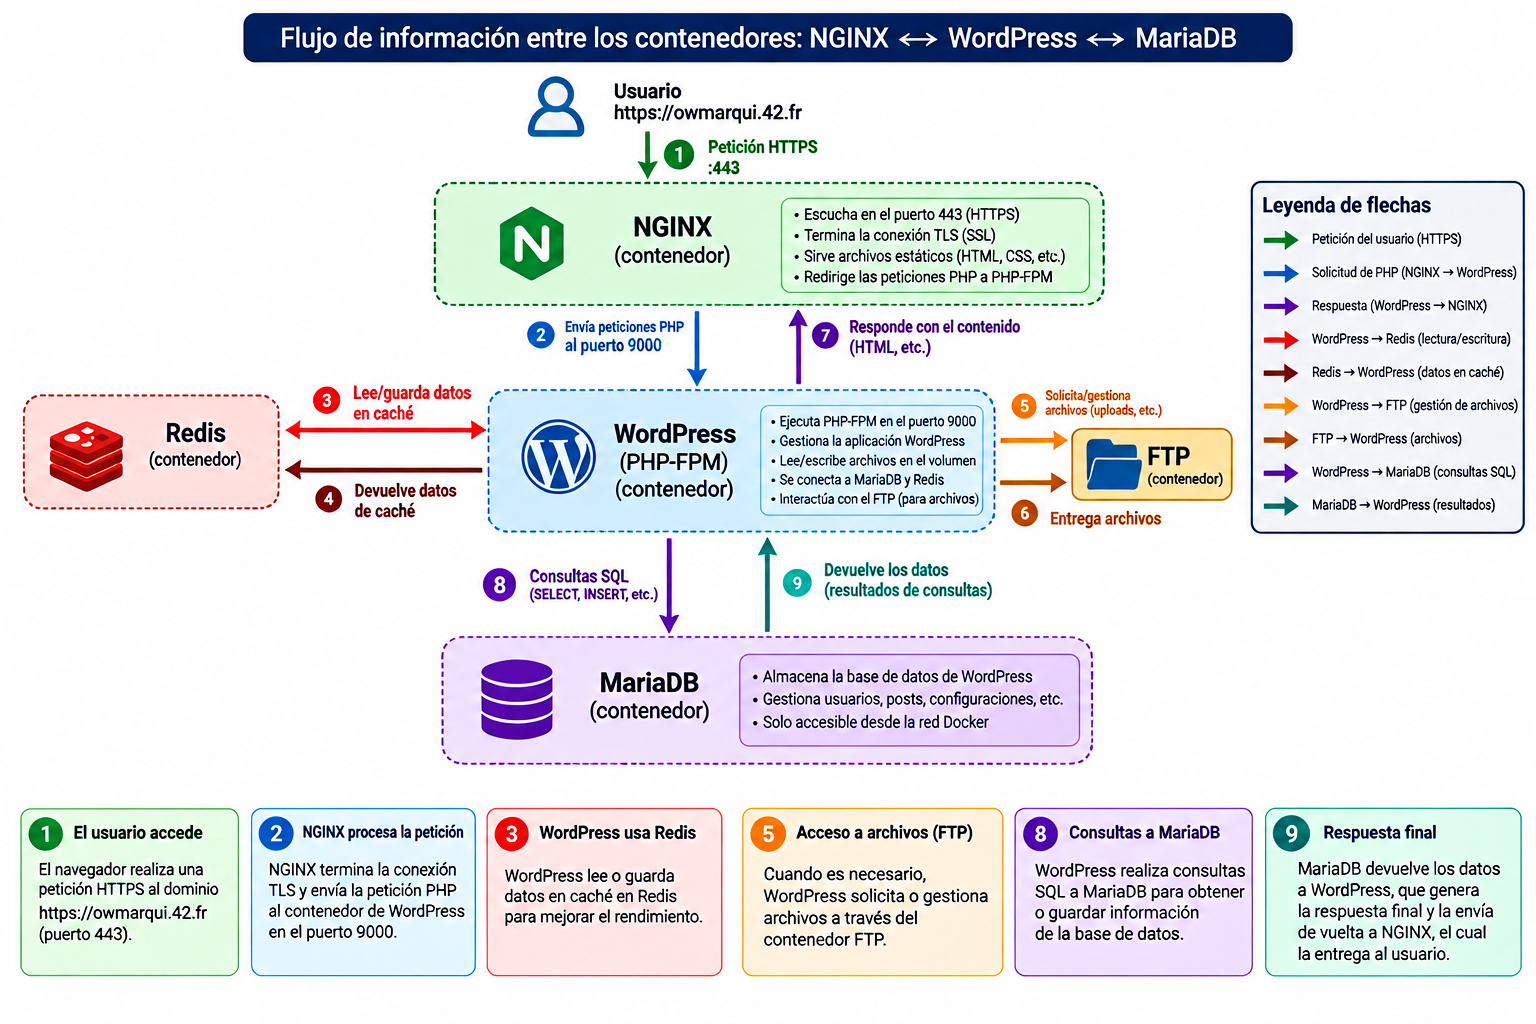 Flujo de información entre los contenedores: NGINX ↔ WordPress ↔ MariaDB
Usuario
https://owmarqui.42.fr
1 Petición HTTPS
:443
NGINX
(contenedor)
• Escucha en el puerto 443 (HTTPS)
• Termina la conexión TLS (SSL)
• Sirve archivos estáticos (HTML, CSS, etc.)
• Redirige las peticiones PHP a PHP-FPM
Leyenda de flechas
Petición del usuario (HTTPS)
Solicitud de PHP (NGINX → WordPress)
Respuesta (WordPress → NGINX)
WordPress → Redis (lectura/escritura)
Redis → WordPress (datos en caché)
WordPress → FTP (gestión de archivos)
FTP → WordPress (archivos)
WordPress → MariaDB (consultas SQL)
MariaDB → WordPress (resultados)
2 Envía peticiones PHP
al puerto 9000
7 Responde con el contenido
(HTML, etc.)
3 Lee/guarda datos
en caché
Redis
(contenedor)
4 Devuelve datos
de caché
WordPress
(PHP-FPM)
(contenedor)
• Ejecuta PHP-FPM en el puerto 9000
• Gestiona la aplicación WordPress
• Lee/escribe archivos en el volumen
• Se conecta a MariaDB y Redis
• Interactúa con el FTP (para archivos)
5 Solicita/gestiona
archivos (uploads, etc.)
FTP
(contenedor)
6 Entrega archivos
8 Consultas SQL
(SELECT, INSERT, etc.)
9 Devuelve los datos
(resultados de consultas)
MariaDB
(contenedor)
• Almacena la base de datos de WordPress
• Gestiona usuarios, posts, configuraciones, etc.
• Solo accesible desde la red Docker
1 El usuario accede
El navegador realiza una
petición HTTPS al dominio
https://owmarqui.42.fr
(puerto 443).
2 NGINX procesa la petición
NGINX termina la conexión
TLS y envía la petición PHP
al contenedor de WordPress
en el puerto 9000.
3 WordPress usa Redis
WordPress lee o guarda
datos en caché en Redis
para mejorar el rendimiento.
5 Acceso a archivos (FTP)
Cuando es necesario,
WordPress solicita o gestiona
archivos a través del
contenedor FTP.
8 Consultas a MariaDB
WordPress realiza consultas
SQL a MariaDB para obtener
o guardar información
de la base de datos.
9 Respuesta final
MariaDB devuelve los datos
a WordPress, que genera
la respuesta final y la envía
de vuelta a NGINX, el cual
la entrega al usuario.